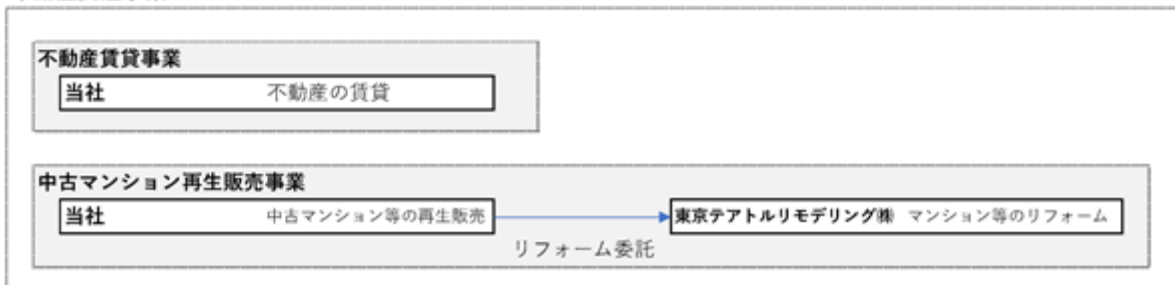 不動産賃貸事業
当社 不動産の賃貸
中古マンション再生販売事業
当社 中古マンション等の再生販売 東京テアトルリモデリング㈱ マンション等のリフォーム
リフォーム委託